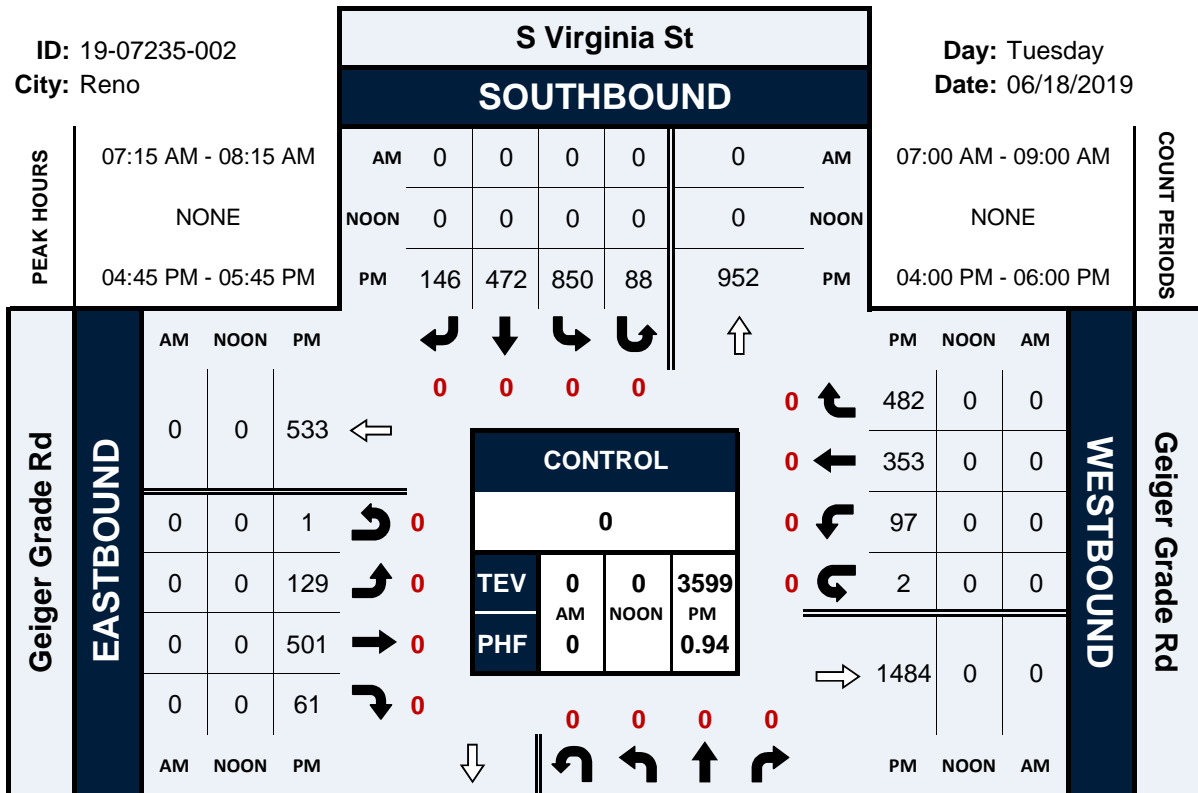 S Virginia St
ID: 19-07235-002
Day: Tuesday
City: Reno
Date: 06/18/2019
SOUTHBOUND
PEAK HOURS
07:15 AM - 08:15 AM
AM 0 0 0 0 0 AM
07:00 AM - 09:00 AM
COUNT PERIODS
NONE
NOON 0 0 0 0 0 NOON
NONE
04:45 PM - 05:45 PM
PM 146 472 850 88 952 PM
04:00 PM - 06:00 PM
Geiger Grade Rd
EASTBOUND
AM NOON PM
PM NOON AM
WESTBOUND
Geiger Grade Rd
0 0 0 0
0 482 0 0
0 0 533
0 353 0 0
CONTROL
0
0 0 1 0
0 97 0 0
0 0 129 0
TEV 0 0 3599
AM NOON PM
PHF 0 0.94
0 2 0 0
0 0 501 0
1484 0 0
0 0 61 0
0 0 0 0
AM NOON PM
PM NOON AM